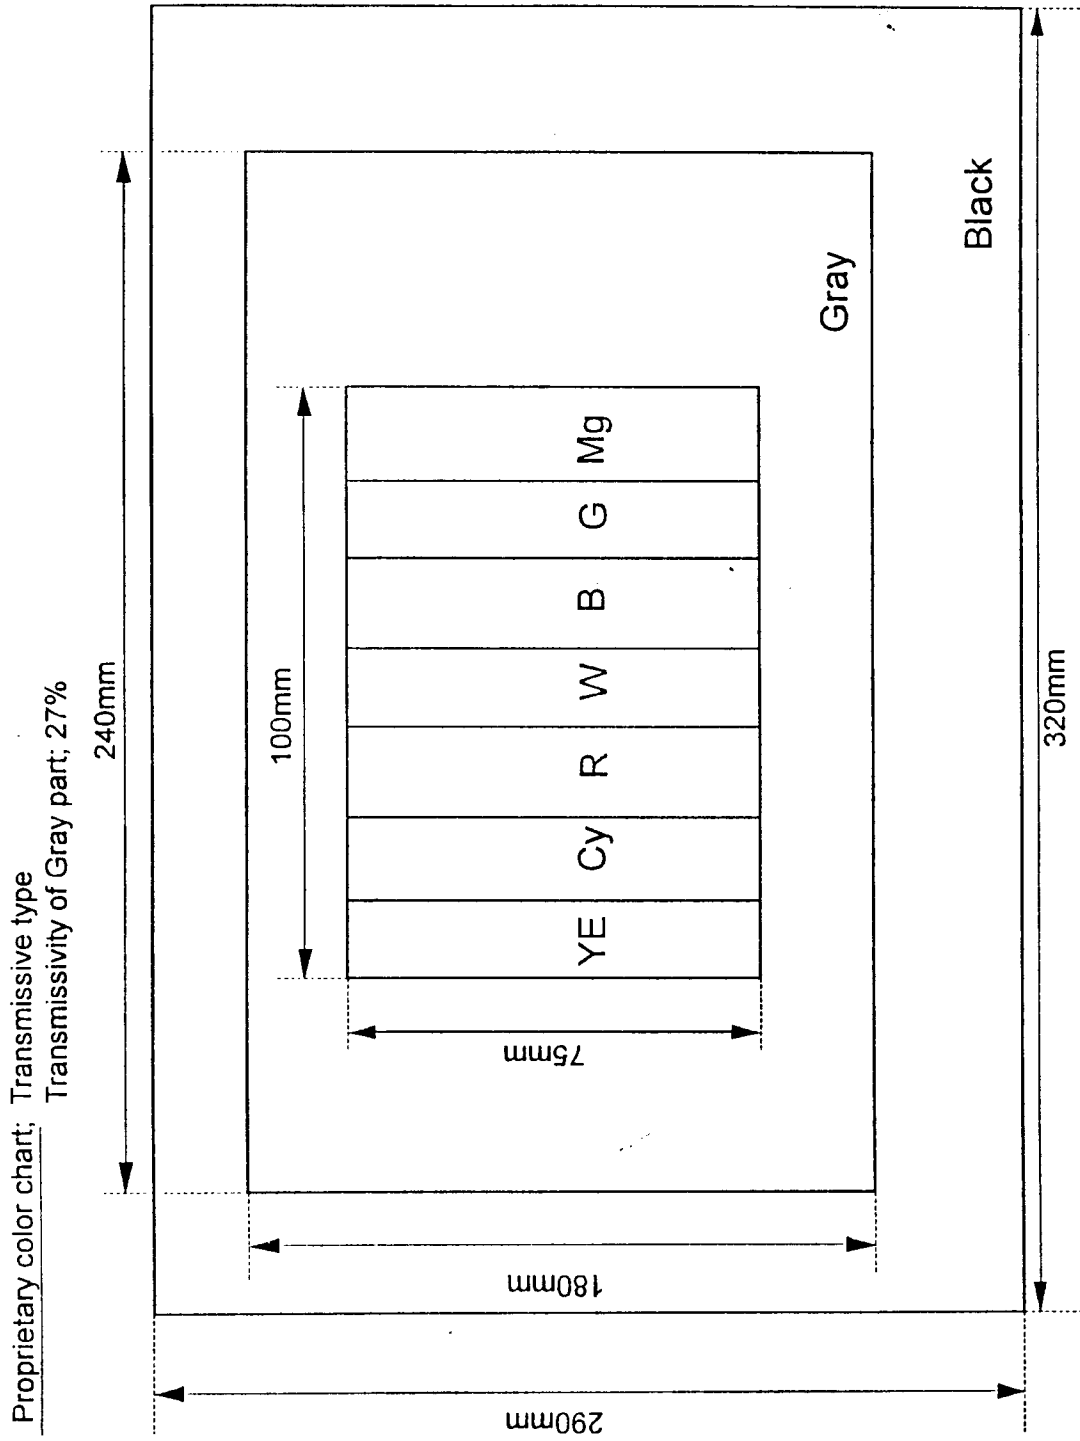 Proprietary color chart; Transmissive type
Transmissivity of Gray part; 27%
240mm
100mm
YE Cy R W B G Mg
75mm
Gray
180mm
Black
290mm
320mm